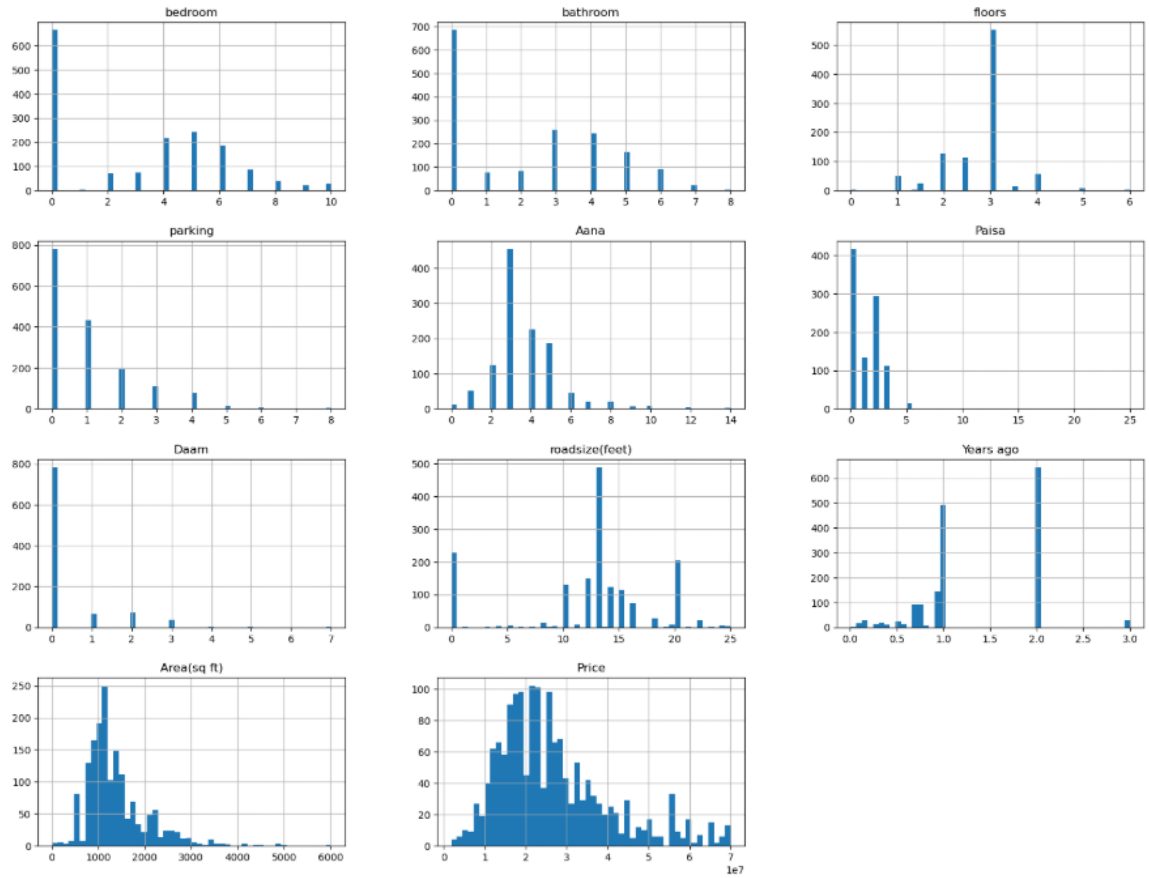 bedroom
600
500
400
300
200
100
0
0 2 4 6 8 10
bathroom
700
600
500
400
300
200
100
0
0 1 2 3 4 5 6 7 8
floors
500
400
300
200
100
0
0 1 2 3 4 5 6
parking
800
600
400
200
0
0 1 2 3 4 5 6 7 8
Aana
400
300
200
100
0
0 2 4 6 8 10 12 14
Paisa
400
300
200
100
0
0 5 10 15 20 25
Daam
800
600
400
200
0
0 1 2 3 4 5 6 7
roadsize(feet)
500
400
300
200
100
0
0 5 10 15 20 25
Years ago
600
500
400
300
200
100
0
0.0 0.5 1.0 1.5 2.0 2.5 3.0
Area(sq ft)
250
200
150
100
50
0
0 1000 2000 3000 4000 5000 6000
Price
100
80
60
40
20
0
0 1 2 3 4 5 6 7
1e7